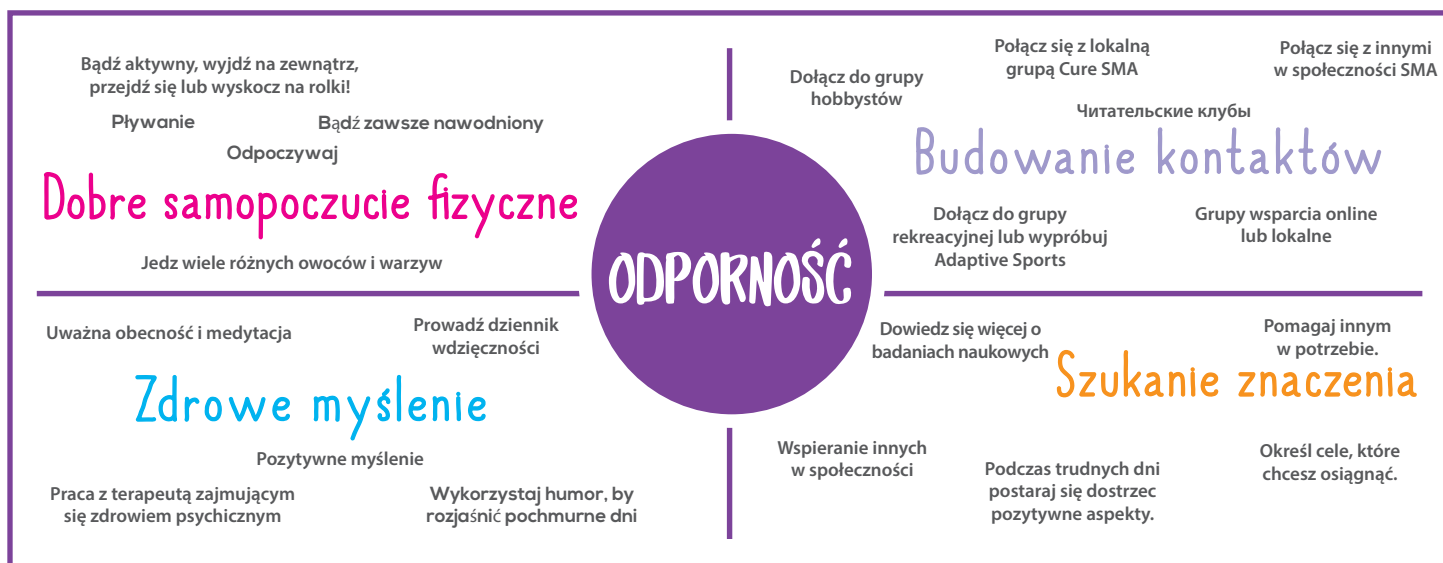 Bądź aktywny, wyjdź na zewnątrz,
przejdź się lub wyskocz na rolki!
Pływanie
Bądź zawsze nawodniony
Odpoczywaj
Dobre samopoczucie fizyczne
Jedz wiele różnych owoców i warzyw
Dołącz do grupy
hobbystów
Połącz się z lokalną
grupą Cure SMA
Połącz się z innymi
w społeczności SMA
Читательские клубы
Budowanie kontaktów
Dołącz do grupy
rekreacyjnej lub wypróbuj
Adaptive Sports
Grupy wsparcia online
lub lokalne
ODPORNOŚĆ
Uważna obecność i medytacja
Prowadź dziennik
wdzięczności
Zdrowe myślenie
Pozytywne myślenie
Praca z terapeutą zajmującym
się zdrowiem psychicznym
Wykorzystaj humor, by
rozjaśnić pochmurne dni
Dowiedz się więcej o
badaniach naukowych
Pomagaj innym
w potrzebie.
Szukanie znaczenia
Wspieranie innych
w społeczności
Podczas trudnych dni
postaraj się dostrzec
pozytywne aspekty.
Określ cele, które
chcesz osiągnąć.